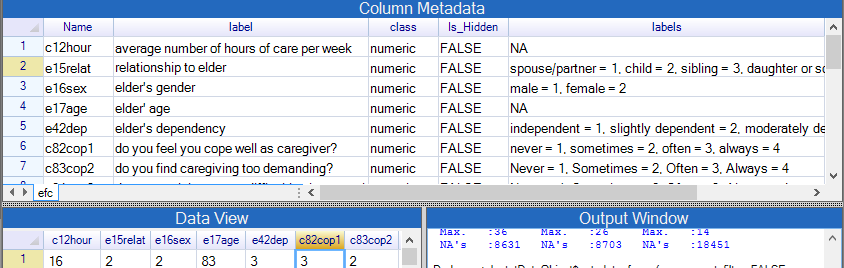 Column Metadata
Name label class Is_Hidden labels
1 c12hour average number of hours of care per week numeric FALSE NA
2 e15relat relationship to elder numeric FALSE spouse/partner = 1, child = 2, sibling = 3, daughter or
3 e16sex elder's gender numeric FALSE male = 1, female = 2
4 e17age elder' age numeric FALSE NA
5 e42dep elder's dependency numeric FALSE independent = 1, slightly dependent = 2, moderately
6 c82cop1 do you feel you cope well as caregiver? numeric FALSE never = 1, sometimes = 2, often = 3, always = 4
7 c83cop2 do you find caregiving too demanding? numeric FALSE Never = 1, Sometimes = 2, Often = 3, Always = 4
efc
Data View Output Window
c12hour e15relat e16sex e17age e42dep c82cop1 c83cop2
1 16 2 2 83 3 3 2
Max. :36 Max. :26 Max. :14
NA's :8631 NA's :8703 NA's :18451